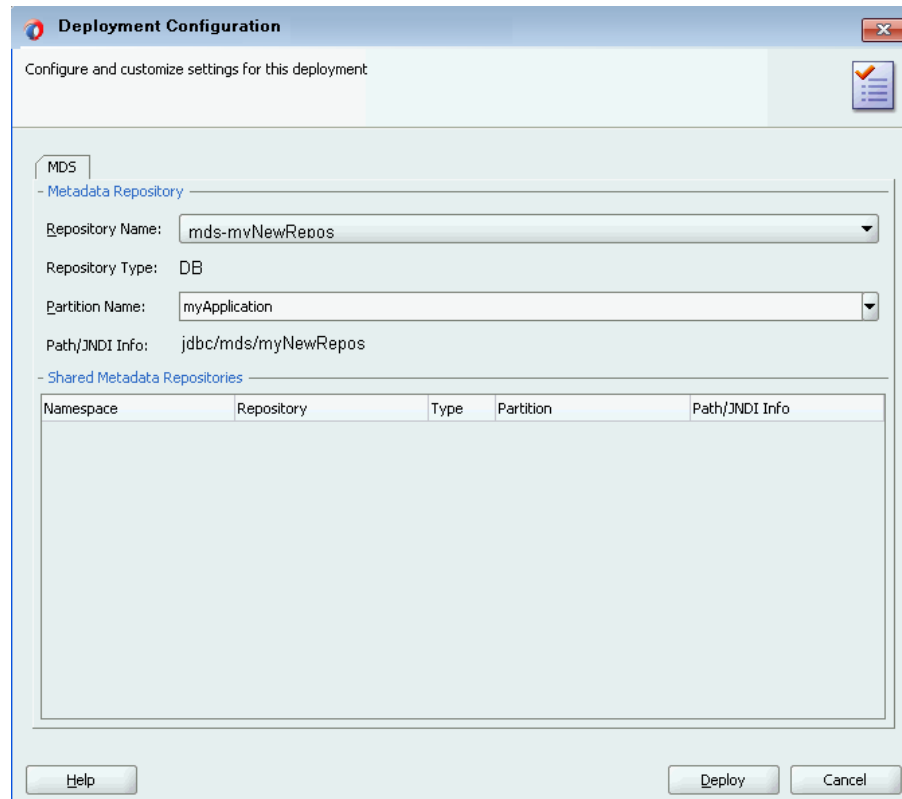 Deployment Configuration
Configure and customize settings for this deployment
MDS
Metadata Repository
Repository Name: mds-myNewRepos
Repository Type: DB
Partition Name: myApplication
Path/JNDI Info: jdbc/mds/myNewRepos
Shared Metadata Repositories
Namespace Repository Type Partition Path/JNDI Info
Help Deploy Cancel